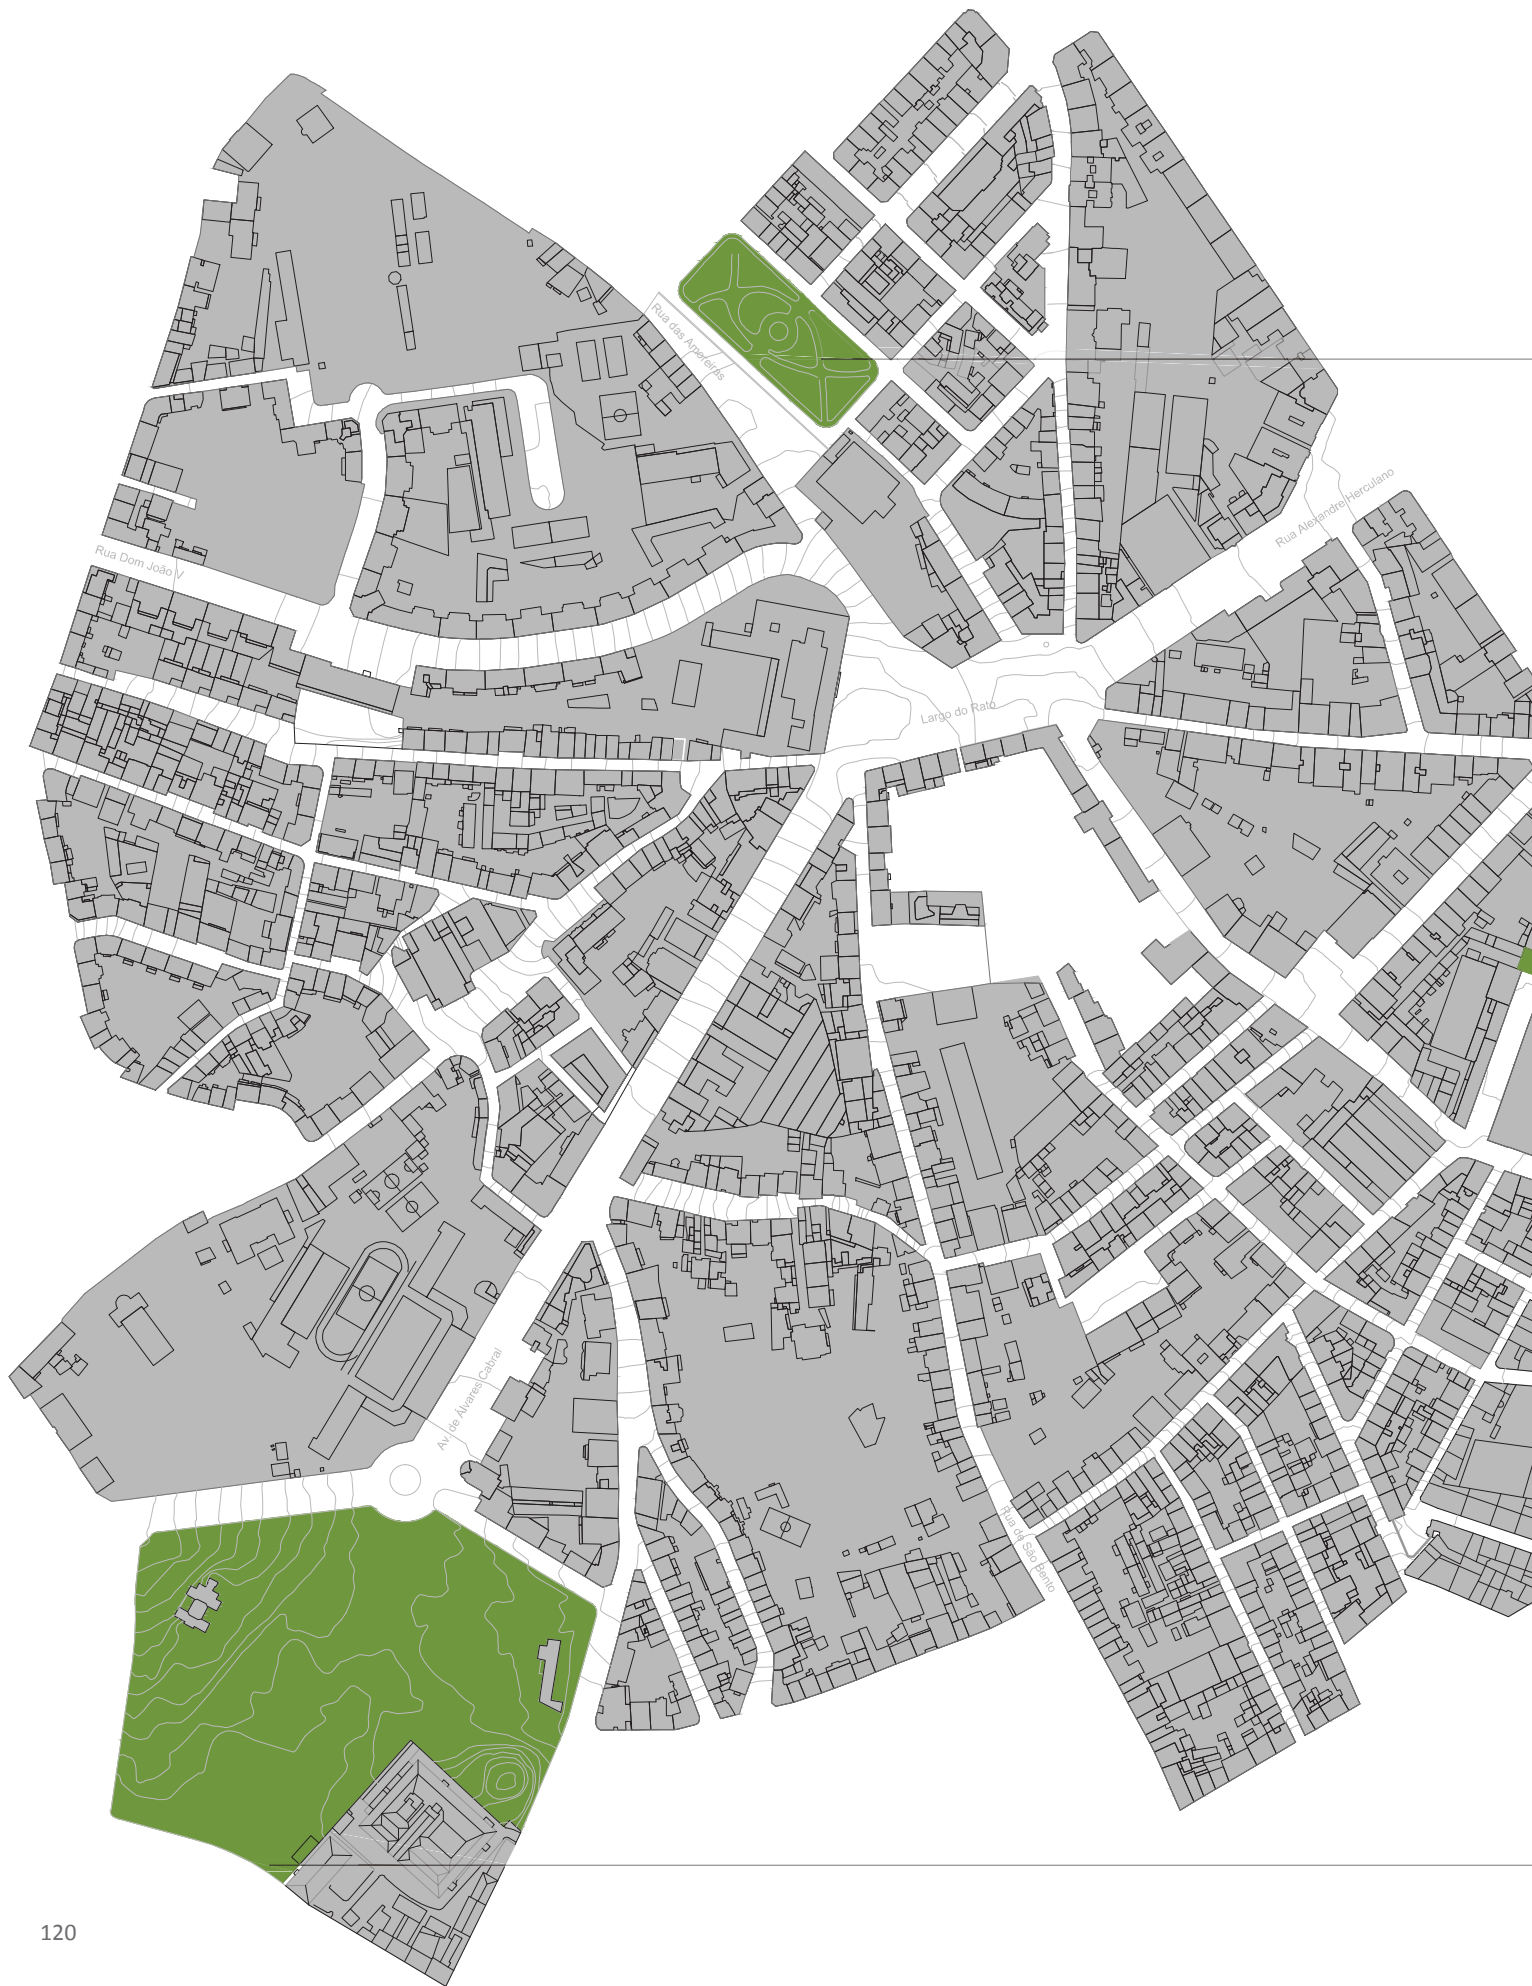 Rua das Amoreiras
Rua Alexandre Herculano
Rua Dom João V
Largo do Rato
Av. de Álvares Cabral
Rua de São Bento
120